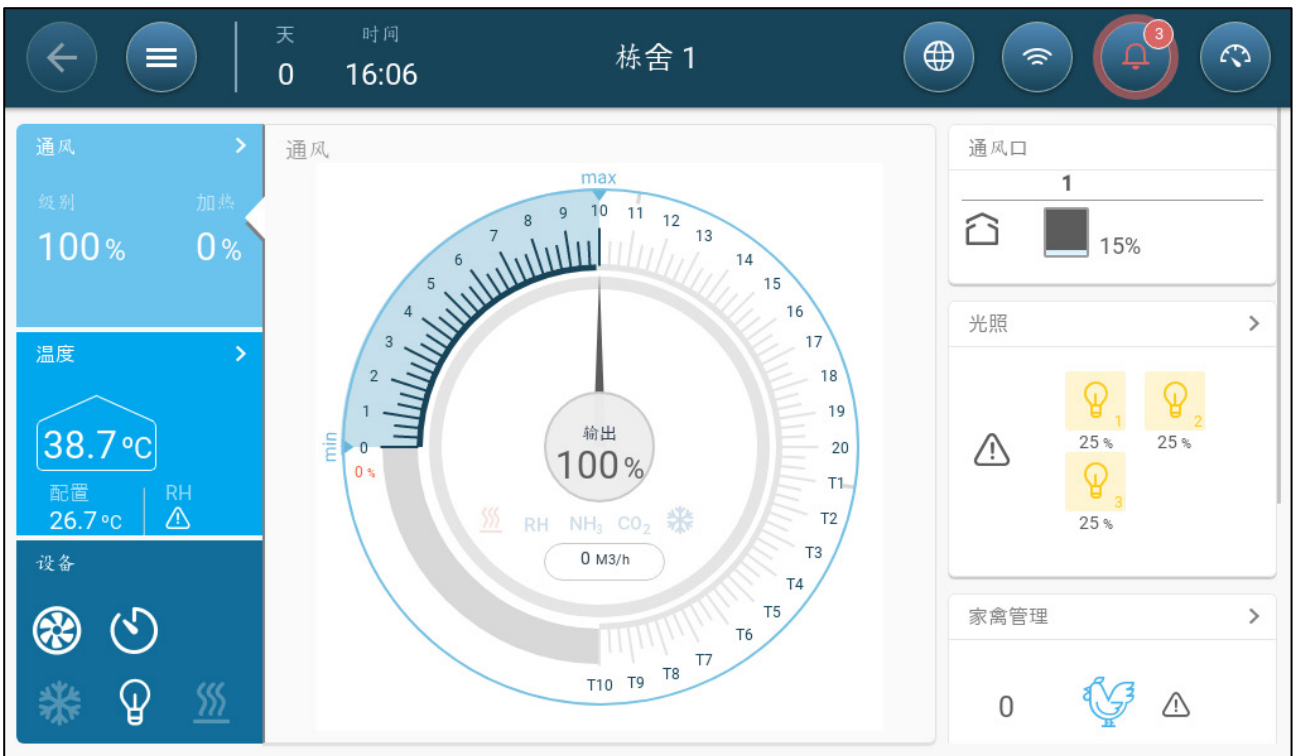 天 时间
0 16:06
栋舍 1
3
通风
级别 加热
100% 0%
温度
38.7 ºC
配置 RH
26.7 ºC
设备
通风
max
min
0 1 2 3 4 5 6 7 8 9 10 11 12 13 14 15 16 17 18 19 20 T1 T2 T3 T4 T5 T6 T7 T8 T9 T10
0 %
输出
100%
RH NH₃ CO₂
0 M3/h
通风口
1
15%
光照
1 2
25 % 25 %
3
25 %
家禽管理
0